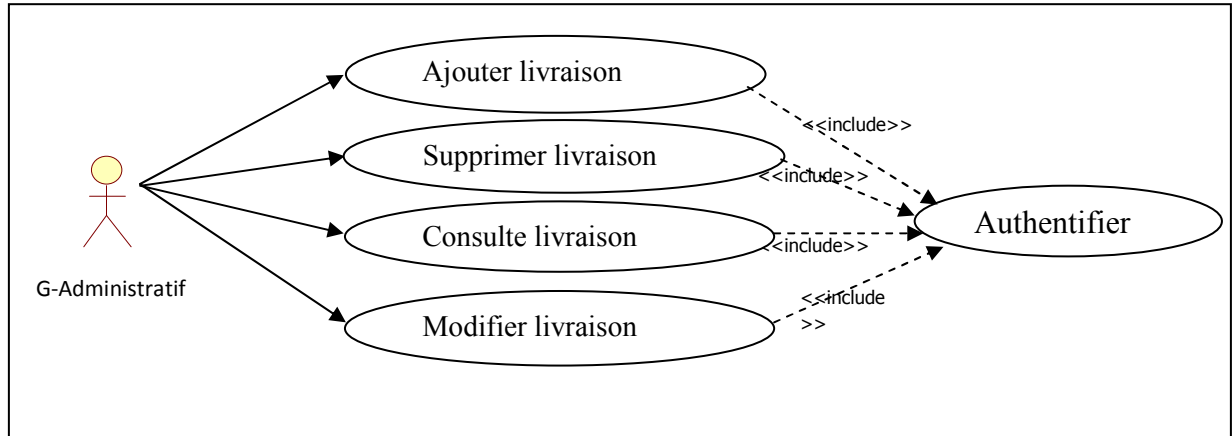 Ajouter livraison
<<include>>
Supprimer livraison
<<include>>
Authentifier
Consulte livraison
<<include>>
G-Administratif
<<include
>>
Modifier livraison